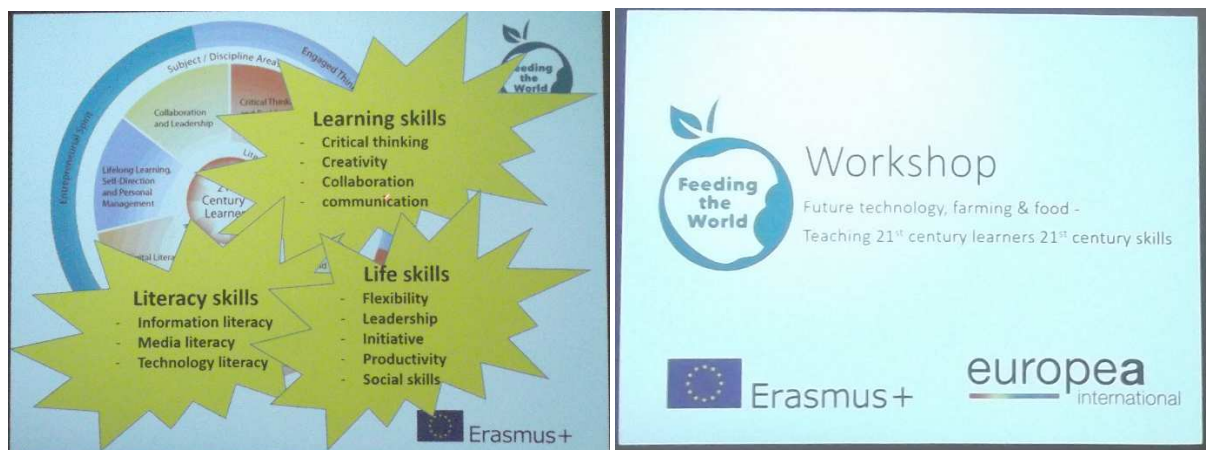 Subject / Discipline Area
Engaged
Entrepreneurial Spirit
Collaboration
and Leadership
Critical
Lifelong Learning,
Self-Direction
and Personal
Management
Century
feeding
the
World
Learning skills
- Critical thinking
- Creativity
- Collaboration
- communication
Literacy skills
- Information literacy
- Media literacy
- Technology literacy
Life skills
- Flexibility
- Leadership
- Initiative
- Productivity
- Social skills
Erasmus+
Feeding
the
World
Workshop
Future technology, farming & food -
Teaching 21st century learners 21st century skills
Erasmus+
europea
international